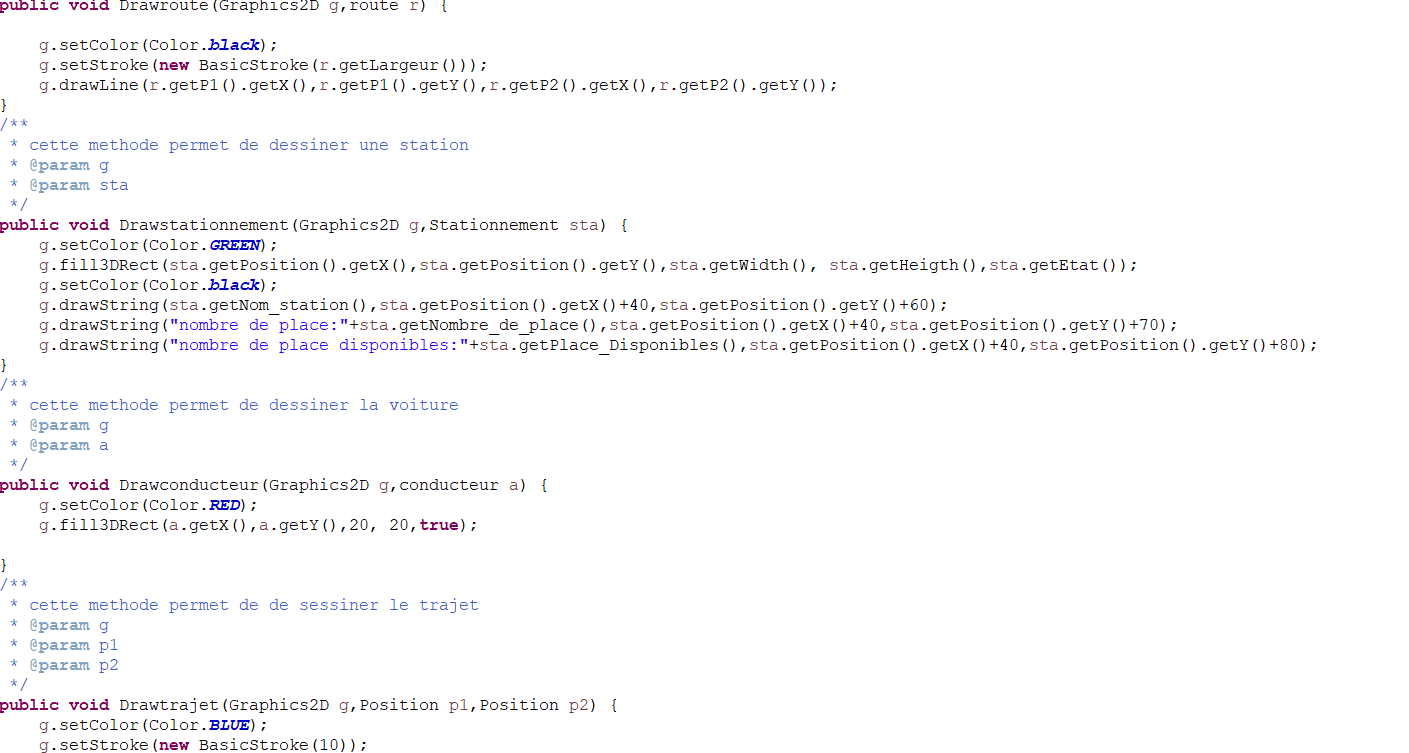 public void Drawroute(Graphics2D g,route r) {
g.setColor(Color.black);
g.setStroke(new BasicStroke(r.getLargeur()));
g.drawLine(r.getP1().getX(),r.getP1().getY(),r.getP2().getX(),r.getP2().getY());
}
/**
* cette methode permet de dessiner une station
* @param g
* @param sta
*/
public void Drawstationnement(Graphics2D g,Stationnement sta) {
g.setColor(Color.GREEN);
g.fill3DRect(sta.getPosition().getX(),sta.getPosition().getY(),sta.getWidth(), sta.getHeigth(),sta.getEtat());
g.setColor(Color.black);
g.drawString(sta.getNom_station(),sta.getPosition().getX()+40,sta.getPosition().getY()+60);
g.drawString("nombre de place:"+sta.getNombre_de_place(),sta.getPosition().getX()+40,sta.getPosition().getY()+70);
g.drawString("nombre de place disponibles:"+sta.getPlace_Disponibles(),sta.getPosition().getX()+40,sta.getPosition().getY()+80);
}
/**
* cette methode permet de dessiner la voiture
* @param g
* @param a
*/
public void Drawconducteur(Graphics2D g,conducteur a) {
g.setColor(Color.RED);
g.fill3DRect(a.getX(),a.getY(),20, 20,true);
}
/**
* cette methode permet de de sessiner le trajet
* @param g
* @param p1
* @param p2
*/
public void Drawtrajet(Graphics2D g,Position p1,Position p2) {
g.setColor(Color.BLUE);
g.setStroke(new BasicStroke(10));